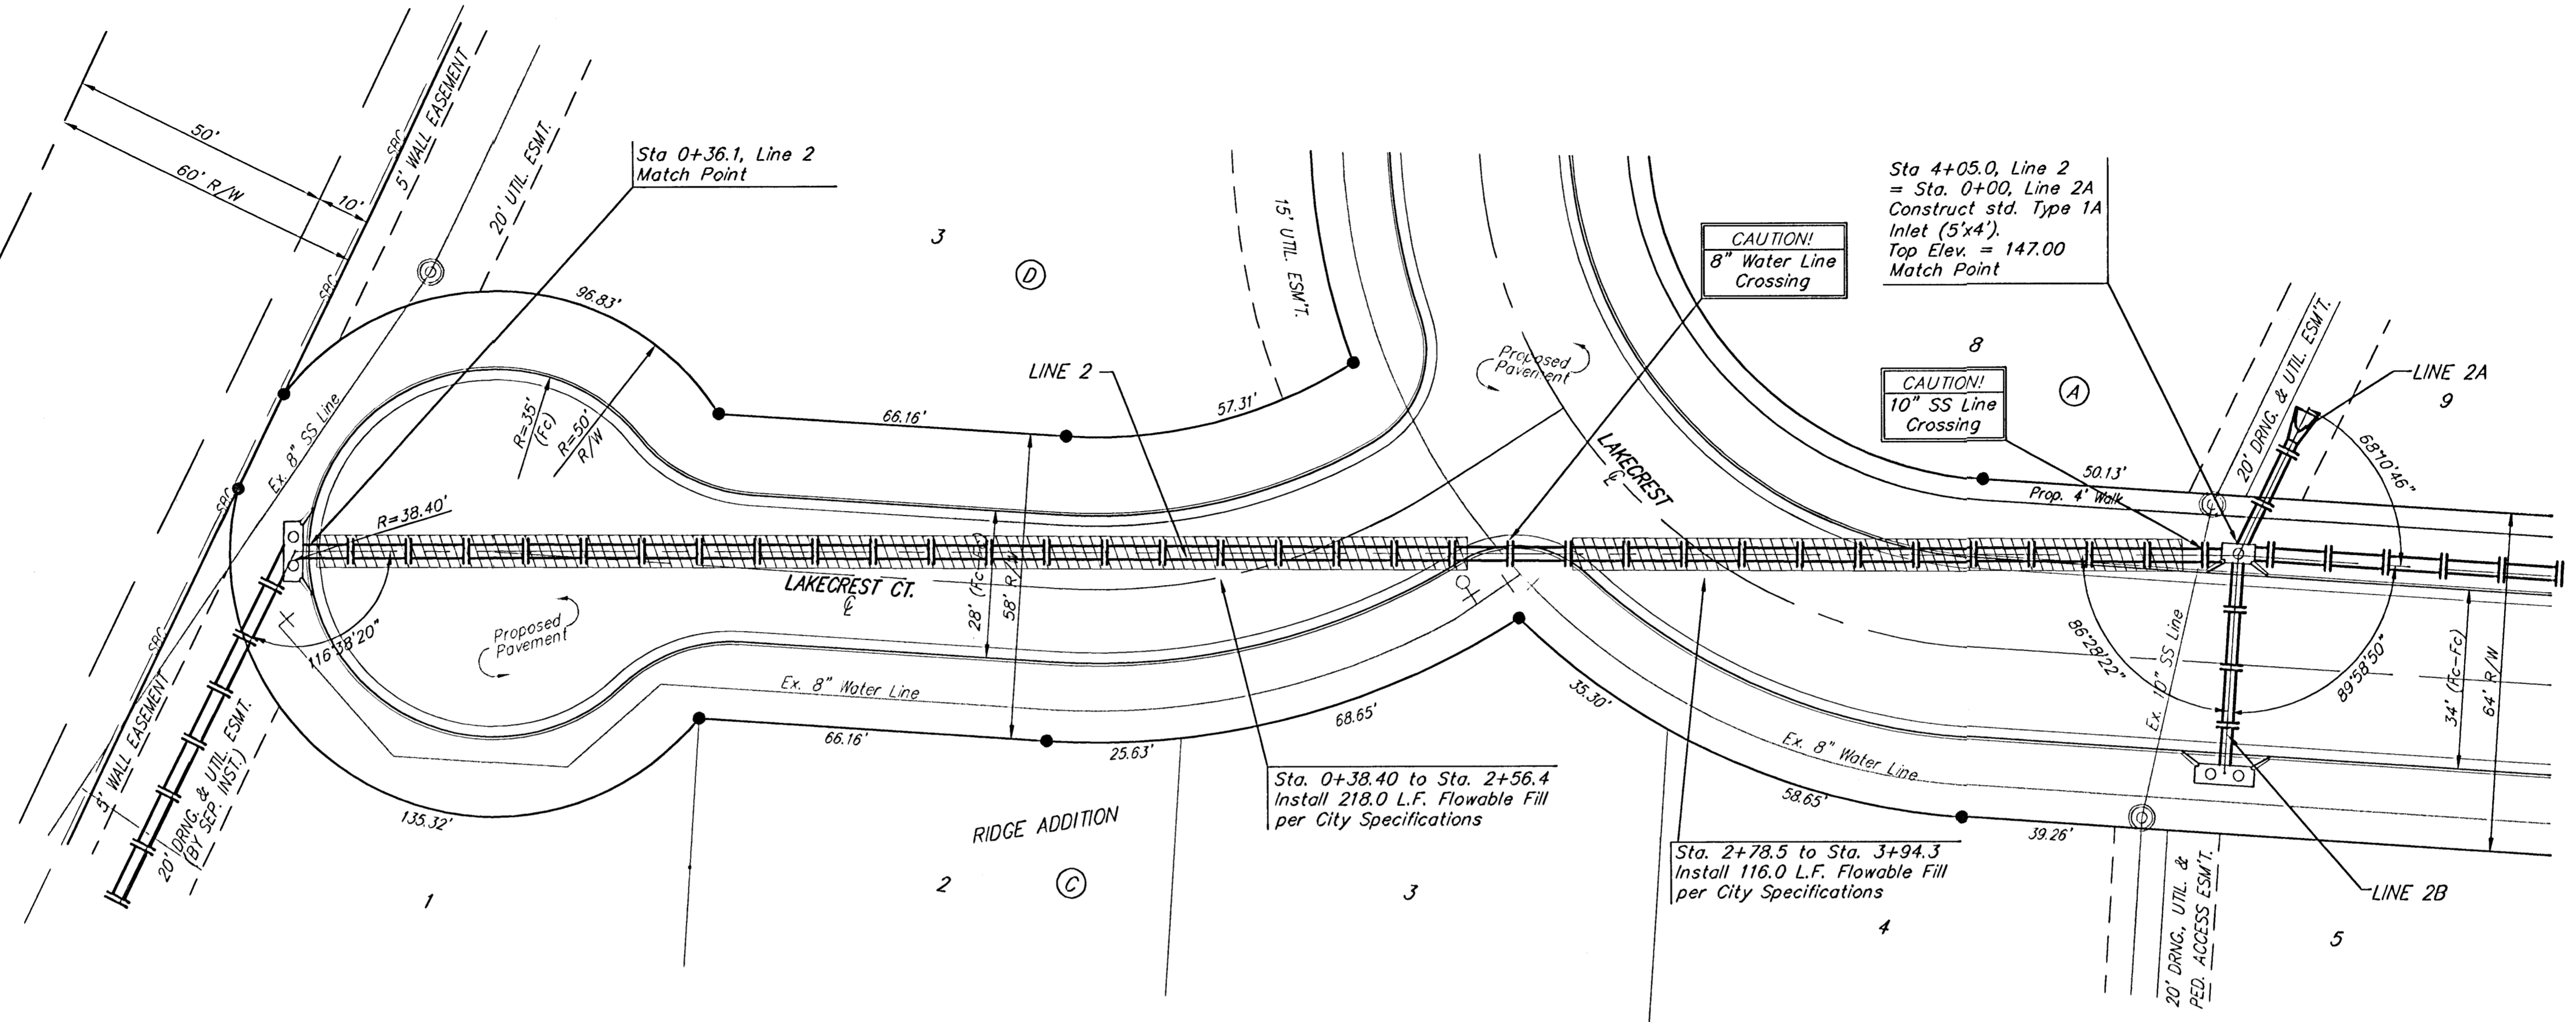 50'
60' R/W
10'
SBC
5' WALL EASEMENT
20' UTIL. ESMT.
SBC
Sta 0+36.1, Line 2
Match Point
3
D
96.83'
R=35'
(Fc)
R=50'
R/W
Ex. 8" SS Line
SBC
R=38.40'
116°38'20"
SBC
5' WALL EASEMENT
20' DRNG. & UTIL. ESMT.
(BY SEP. INST.)
Proposed
Pavement
135.32'
1
66.16'
57.31'
15' UTIL. ESM'T.
LINE 2
LAKECREST CT.
℄
28' (Fc-Fc)
58' R/W
Ex. 8" Water Line
66.16'
25.63'
68.65'
RIDGE ADDITION
2
C
3
Sta. 0+38.40 to Sta. 2+56.4
Install 218.0 L.F. Flowable Fill
per City Specifications
Proposed
Pavement
LAKECREST
℄
CAUTION!
8" Water Line
Crossing
Sta 4+05.0, Line 2
= Sta. 0+00, Line 2A
Construct std. Type 1A
Inlet (5'x4').
Top Elev. = 147.00
Match Point
8
A
CAUTION!
10" SS Line
Crossing
20' DRNG. & UTIL. ESM'T.
LINE 2A
9
68°10'46"
50.13'
Prop. 4' Walk
35.30'
Ex. 8" Water Line
58.65'
39.26'
86°28'22"
Ex. 10" SS Line
89°58'50"
34' (Fc-Fc)
64' R/W
Sta. 2+78.5 to Sta. 3+94.3
Install 116.0 L.F. Flowable Fill
per City Specifications
4
20' DRNG., UTIL. &
PED. ACCESS ESM'T.
LINE 2B
5